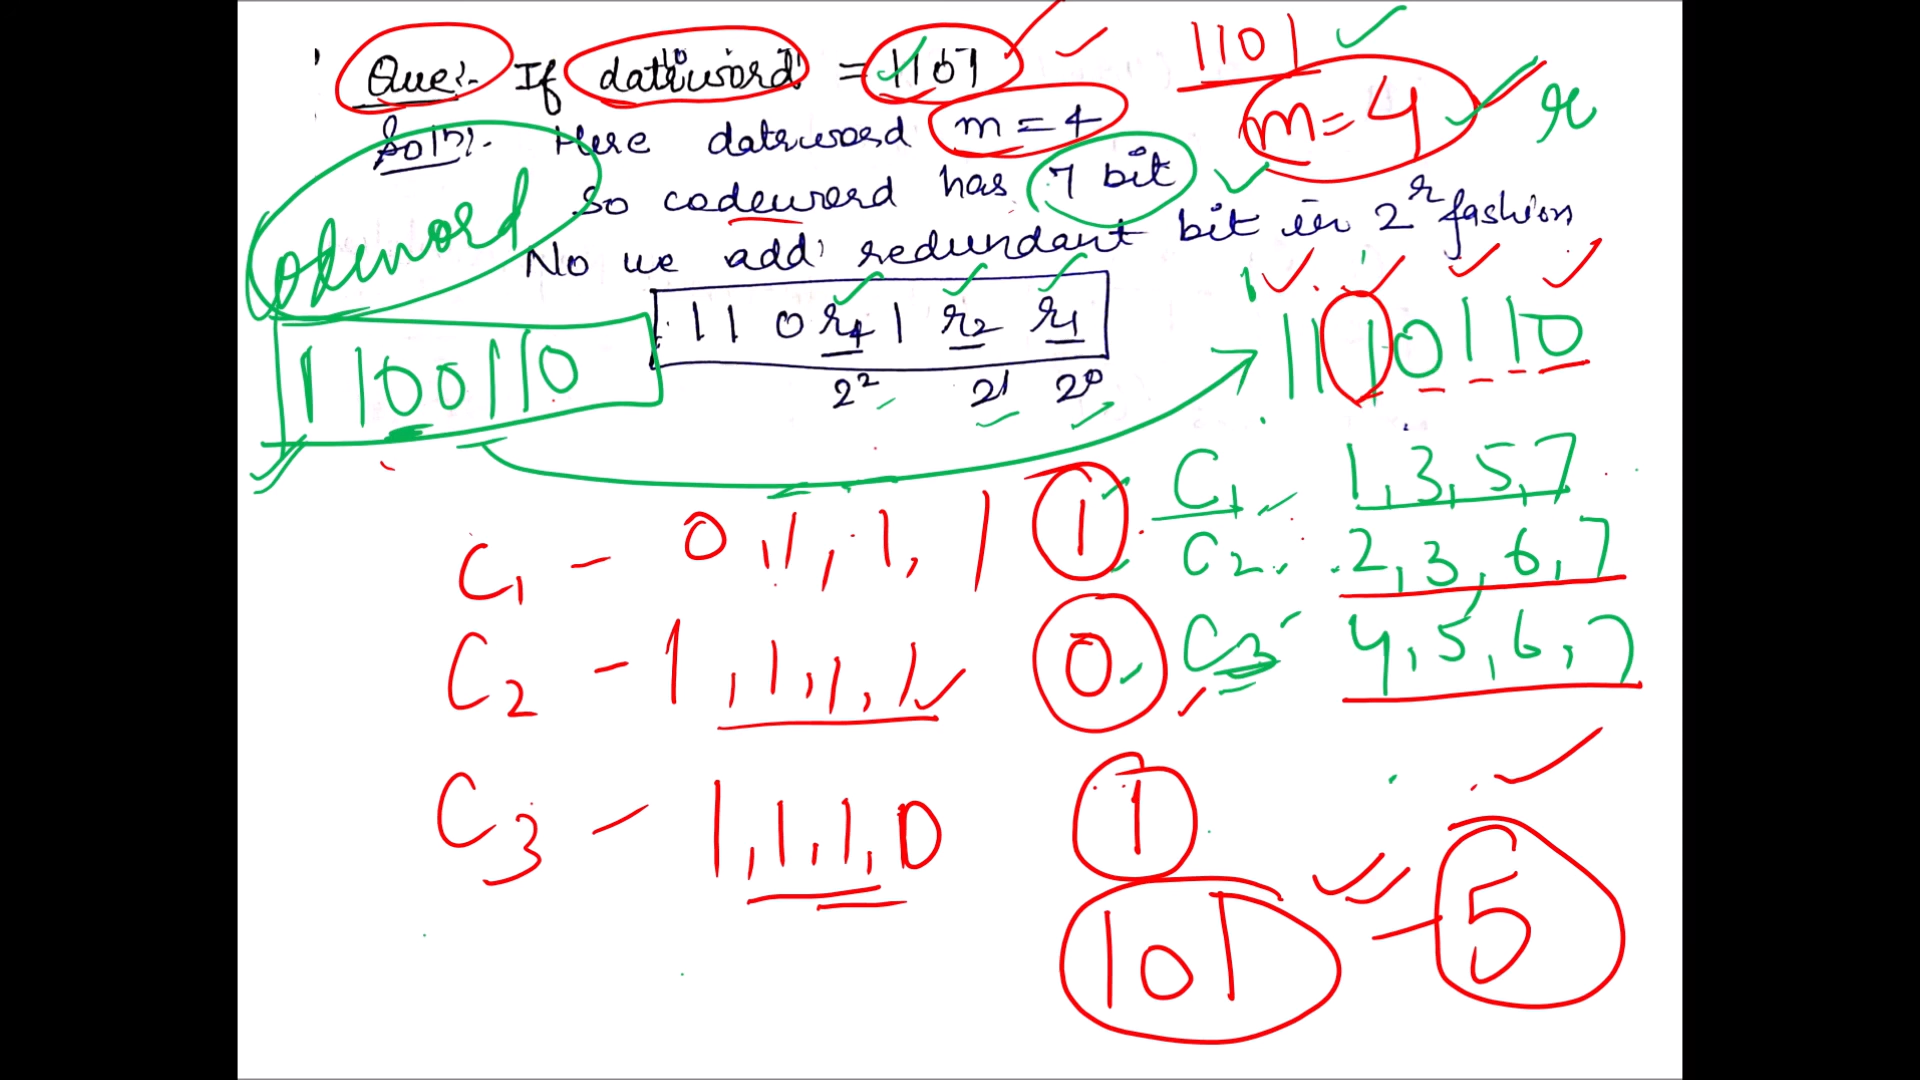 Que:- If dataword = 1101 1101
Soln:- Here dataword m = 4 m = 4 r
so codeword has 7 bit
No we add redundant bit in 2^r fashion
odeword
1 1 0 r4 1 r2 r1
2^2 2^1 2^0
1100110
1110110
C1 1,3,5,7
C2 2,3,6,7
C3 4,5,6,7
C1 - 0,1,1,1 1
C2 - 1,1,1,1 0
C3 - 1,1,1,0 1
101 = 5